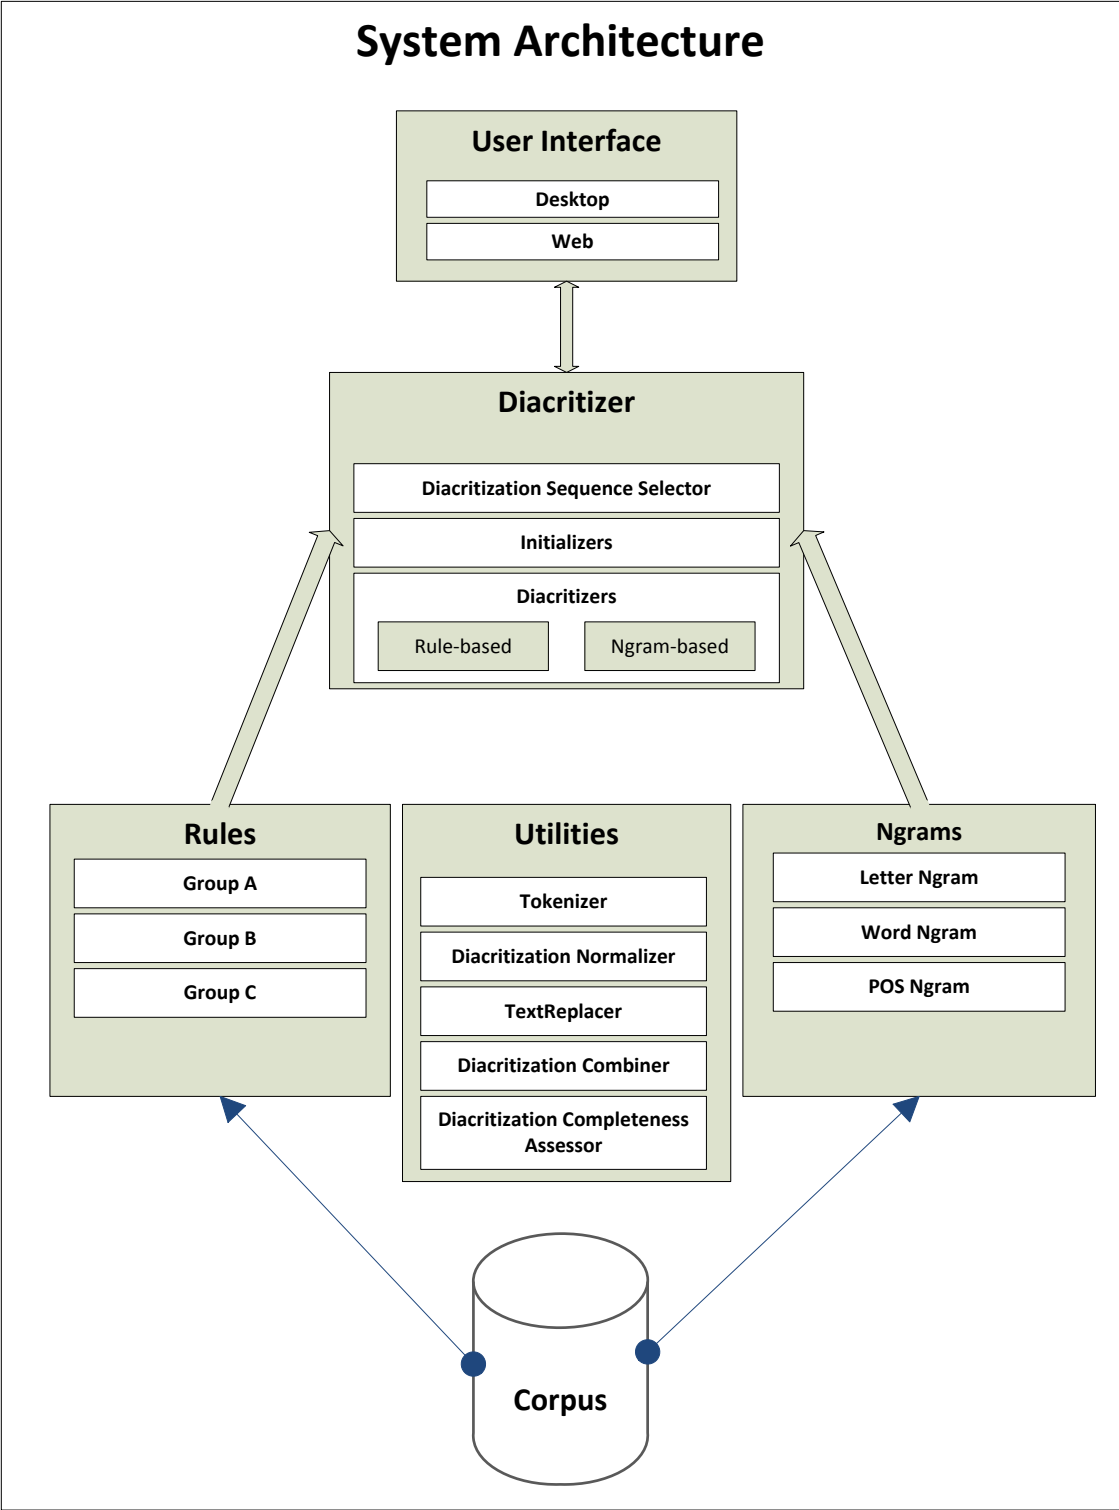 System Architecture
User Interface
Desktop
Web
Diacritizer
Diacritization Sequence Selector
Initializers
Diacritizers
Rule-based
Ngram-based
Rules
Group A
Group B
Group C
Utilities
Tokenizer
Diacritization Normalizer
TextReplacer
Diacritization Combiner
Diacritization Completeness
Assessor
Ngrams
Letter Ngram
Word Ngram
POS Ngram
Corpus